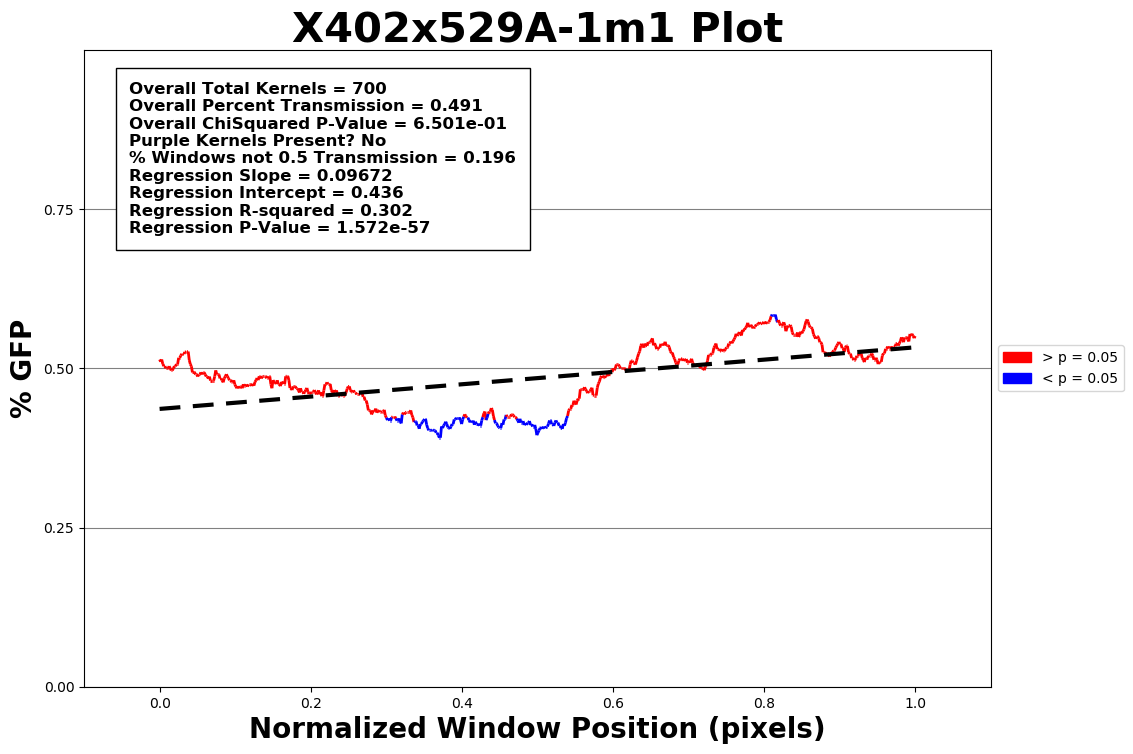 X402x529A-1m1 Plot
Overall Total Kernels = 700
Overall Percent Transmission = 0.491
Overall ChiSquared P-Value = 6.501e-01
Purple Kernels Present? No
% Windows not 0.5 Transmission = 0.196
Regression Slope = 0.09672
Regression Intercept = 0.436
Regression R-squared = 0.302
Regression P-Value = 1.572e-57
% GFP
0.75
0.50
0.25
0.00
0.0 0.2 0.4 0.6 0.8 1.0
Normalized Window Position (pixels)
> p = 0.05
< p = 0.05